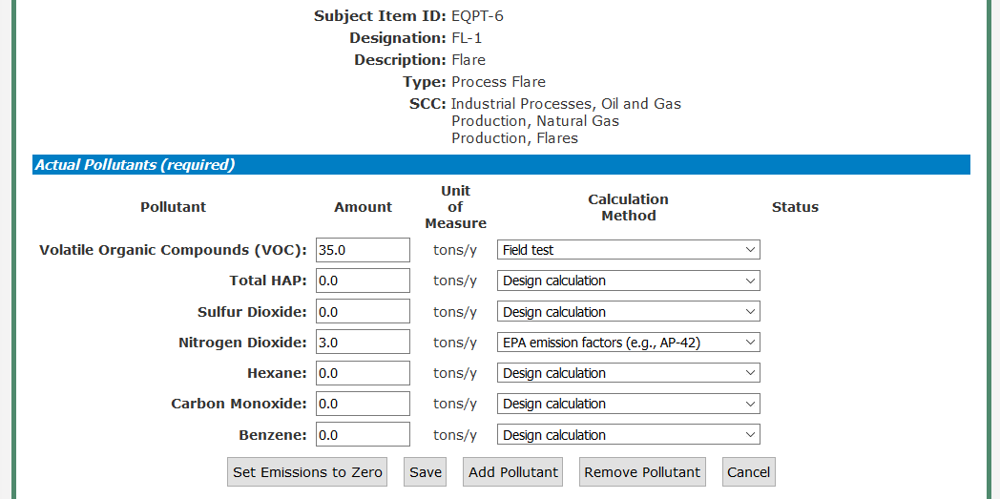 Subject Item ID: EQPT-6
Designation: FL-1
Description: Flare
Type: Process Flare
SCC: Industrial Processes, Oil and Gas
Production, Natural Gas
Production, Flares
Actual Pollutants (required)
Pollutant Amount Unit of Measure Calculation Method Status
Volatile Organic Compounds (VOC): 35.0 tons/y Field test
Total HAP: 0.0 tons/y Design calculation
Sulfur Dioxide: 0.0 tons/y Design calculation
Nitrogen Dioxide: 3.0 tons/y EPA emission factors (e.g., AP-42)
Hexane: 0.0 tons/y Design calculation
Carbon Monoxide: 0.0 tons/y Design calculation
Benzene: 0.0 tons/y Design calculation
Set Emissions to Zero Save Add Pollutant Remove Pollutant Cancel